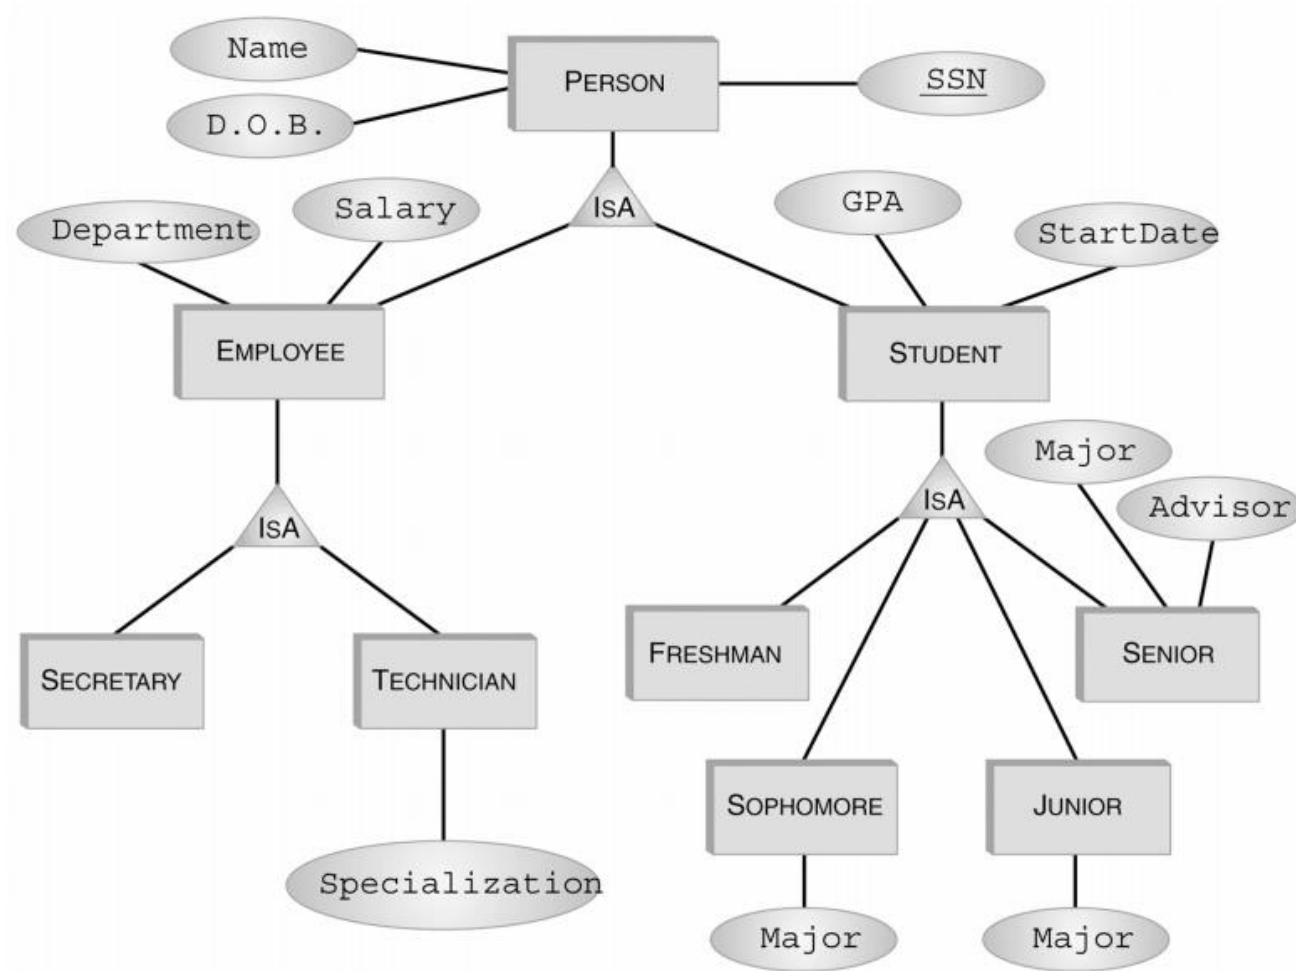 Name
PERSON
SSN
D.O.B.
ISA
GPA
Salary
Department
StartDate
EMPLOYEE
STUDENT
Major
ISA
Advisor
ISA
FRESHMAN
SENIOR
SECRETARY
TECHNICIAN
SOPHOMORE
JUNIOR
Specialization
Major
Major